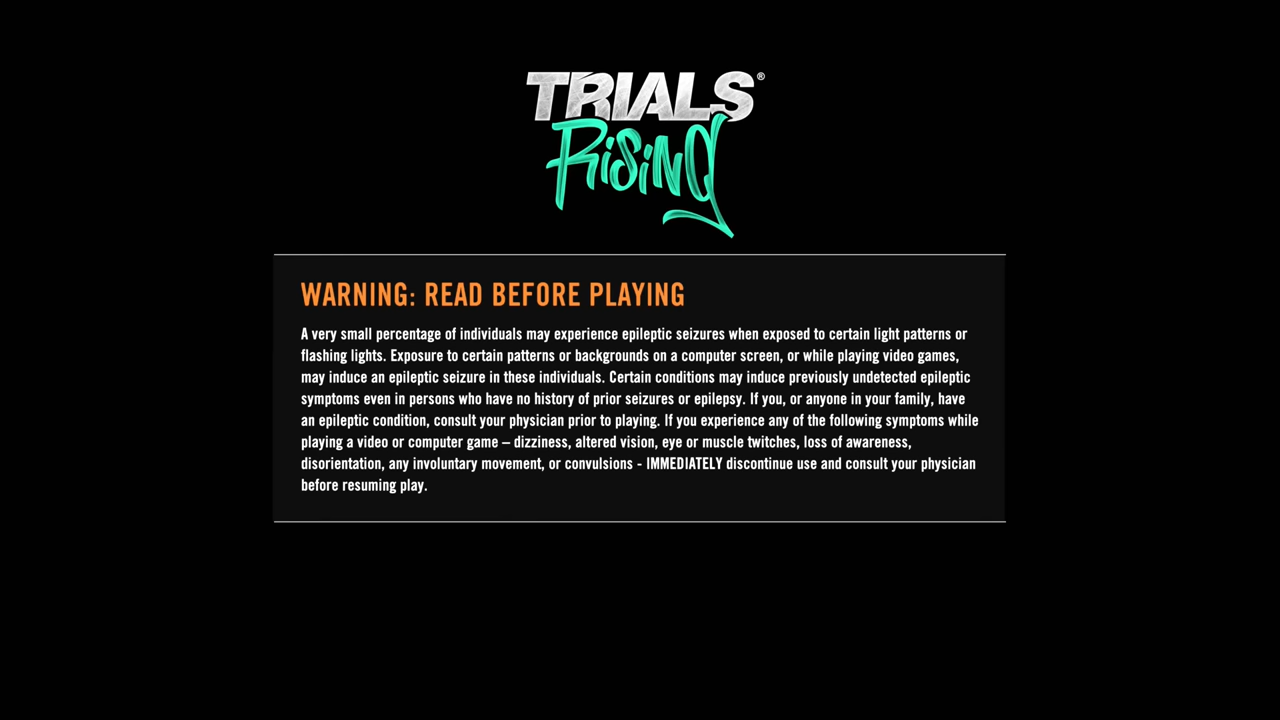 TRIALS®
Rising
WARNING: READ BEFORE PLAYING
A very small percentage of individuals may experience epileptic seizures when exposed to certain light patterns or
flashing lights. Exposure to certain patterns or backgrounds on a computer screen, or while playing video games,
may induce an epileptic seizure in these individuals. Certain conditions may induce previously undetected epileptic
symptoms even in persons who have no history of prior seizures or epilepsy. If you, or anyone in your family, have
an epileptic condition, consult your physician prior to playing. If you experience any of the following symptoms while
playing a video or computer game – dizziness, altered vision, eye or muscle twitches, loss of awareness,
disorientation, any involuntary movement, or convulsions - IMMEDIATELY discontinue use and consult your physician
before resuming play.